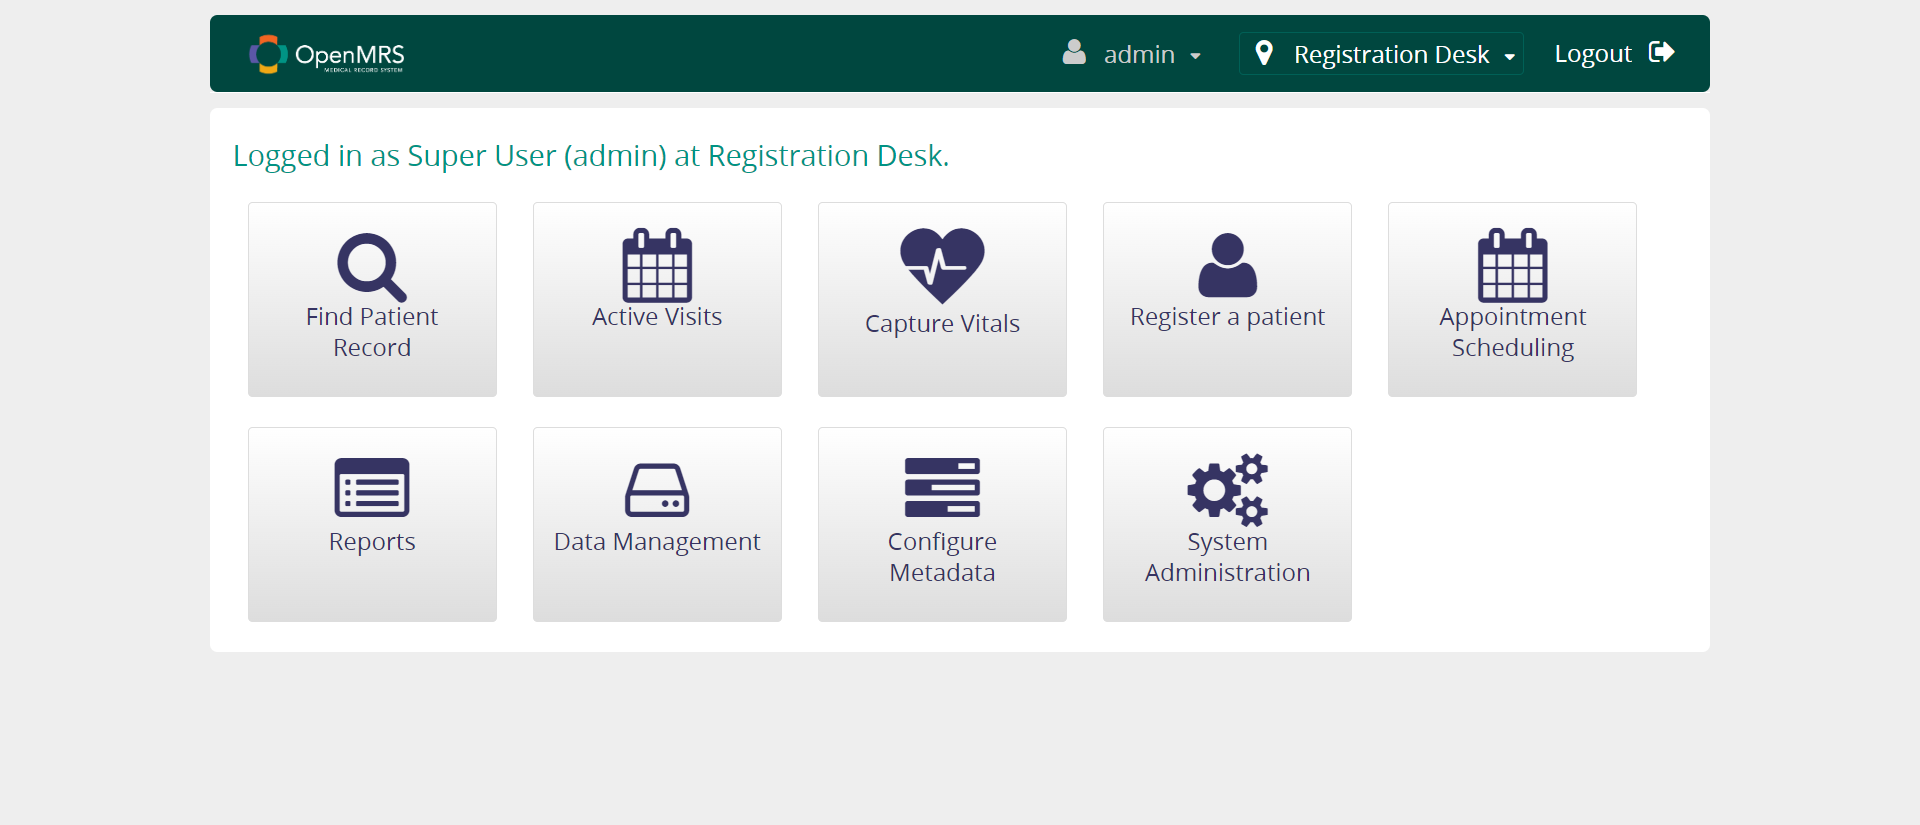 OpenMRS
MEDICAL RECORD SYSTEM
admin
Registration Desk
Logout
Logged in as Super User (admin) at Registration Desk.
Find Patient
Record
Active Visits
Capture Vitals
Register a patient
Appointment
Scheduling
Reports
Data Management
Configure
Metadata
System
Administration